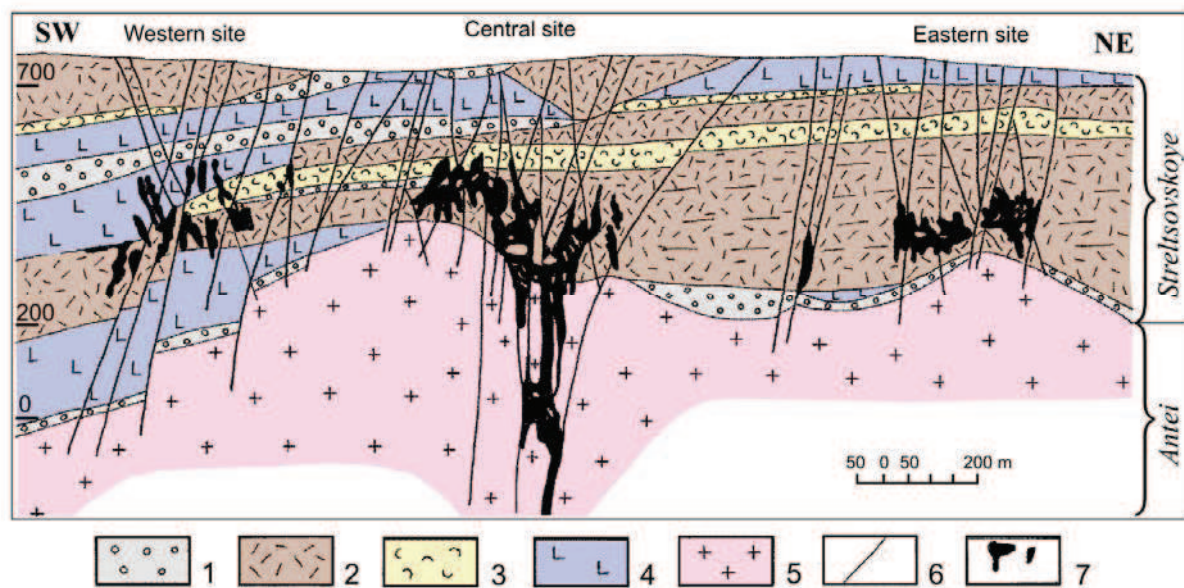 SW Western site Central site Eastern site NE
700
200
0
Streltsovskoye
Antei
50 0 50 200 m
1 2 3 4 5 6 7